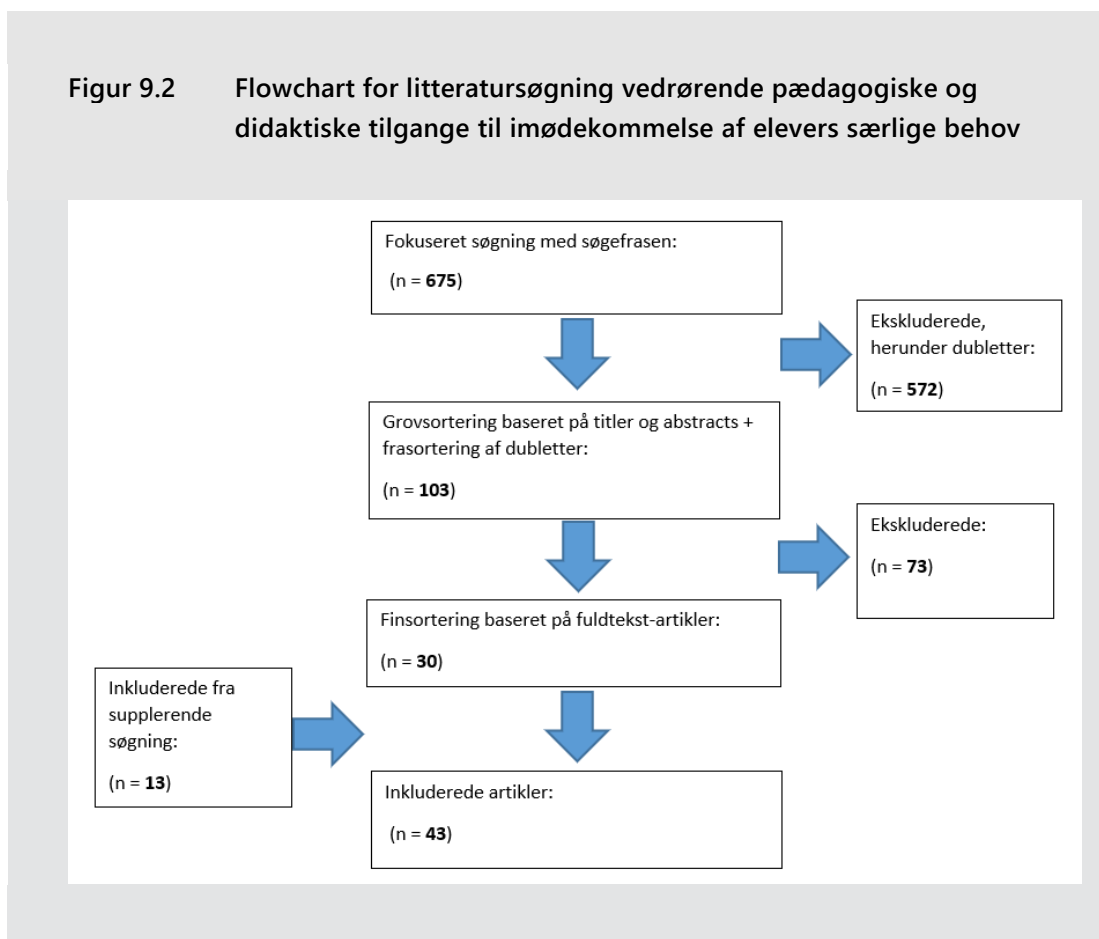 Figur 9.2 Flowchart for litteratursøgning vedrørende pædagogiske og
didaktiske tilgange til imødekommelse af elevers særlige behov
Fokuseret søgning med søgefrasen:
(n = 675)
Ekskluderede,
herunder dubletter:
(n = 572)
Grovsortering baseret på titler og abstracts +
frasortering af dubletter:
(n = 103)
Ekskluderede:
(n = 73)
Finsortering baseret på fuldtekst-artikler:
(n = 30)
Inkluderede fra
supplerende
søgning:
(n = 13)
Inkluderede artikler:
(n = 43)